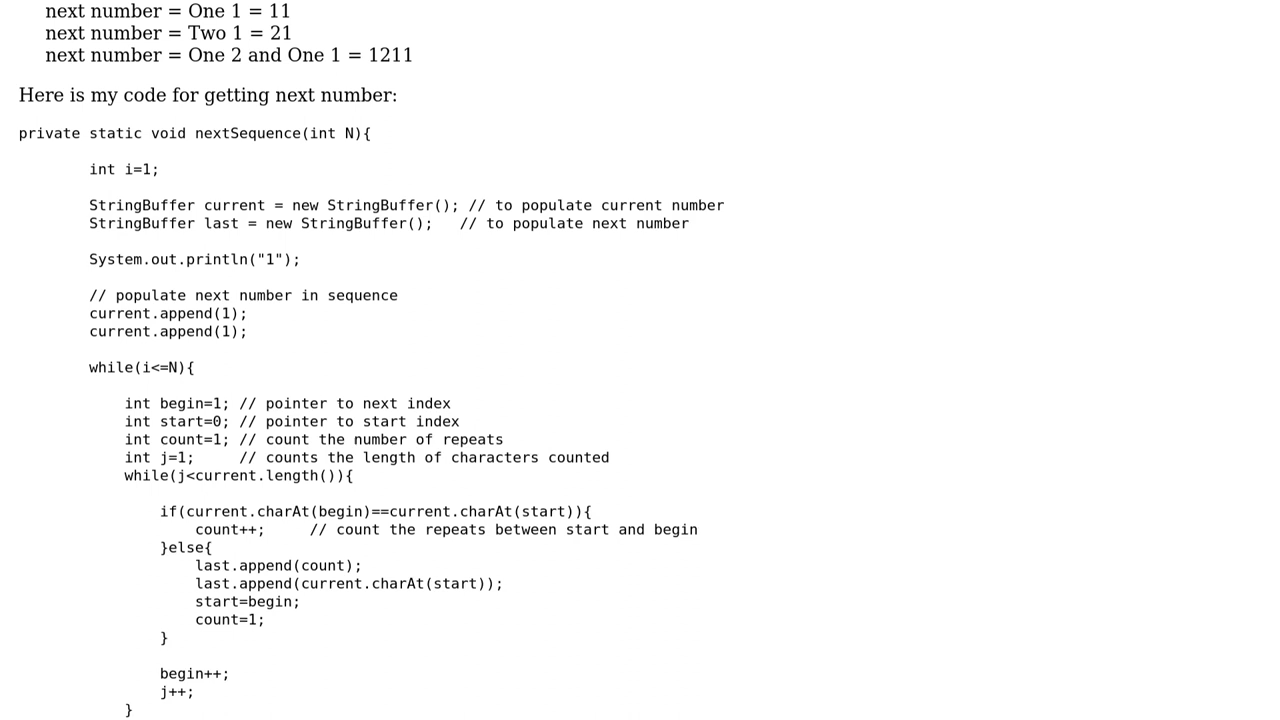 next number = One 1 = 11
next number = Two 1 = 21
next number = One 2 and One 1 = 1211
Here is my code for getting next number:
private static void nextSequence(int N){
int i=1;
StringBuffer current = new StringBuffer(); // to populate current number
StringBuffer last = new StringBuffer();   // to populate next number
System.out.println("1");
// populate next number in sequence
current.append(1);
current.append(1);
while(i<=N){
int begin=1; // pointer to next index
int start=0; // pointer to start index
int count=1; // count the number of repeats
int j=1;     // counts the length of characters counted
while(j<current.length()){
if(current.charAt(begin)==current.charAt(start)){
count++;     // count the repeats between start and begin
}else{
last.append(count);
last.append(current.charAt(start));
start=begin;
count=1;
}
begin++;
j++;
}